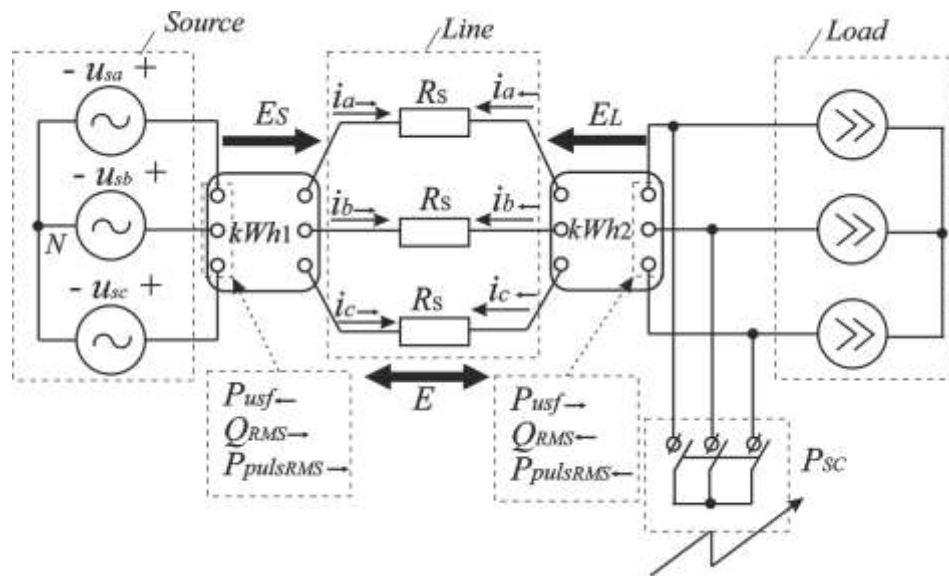 Source
Line
Load
- usa +
ES
ia→
RS
ia←
EL
- usb +
N
kWh1
ib→
RS
ib←
kWh2
- usc +
ic→
RS
ic←
E
Pusf←
QRMS→
PpulsRMS→
Pusf→
QRMS←
PpulsRMS←
PSC